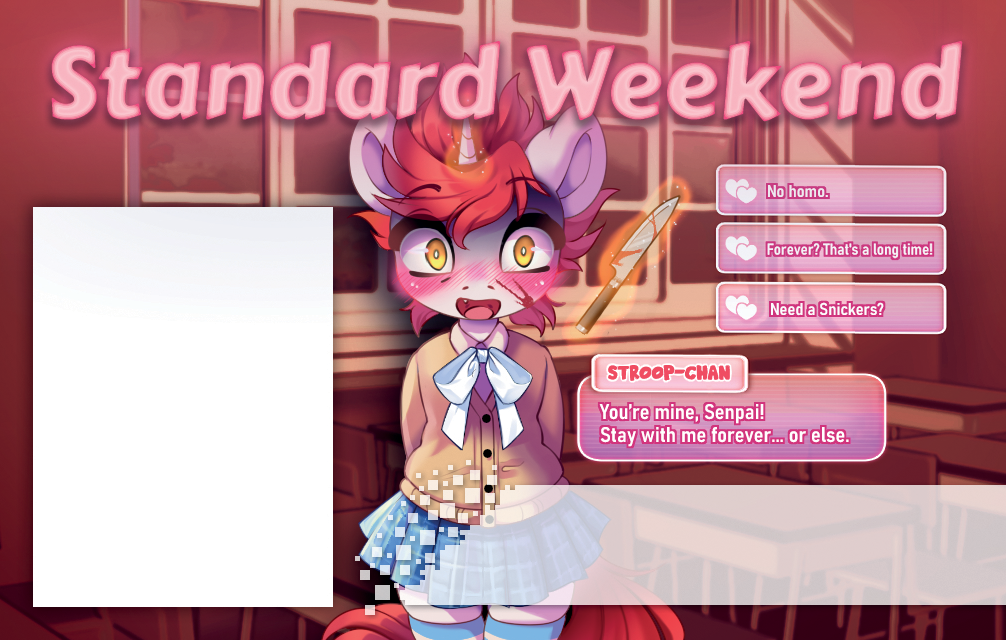 Standard Weekend
No homo.
Forever? That's a long time!
Need a Snickers?
STROOP-CHAN
You're mine, Senpai!
Stay with me forever... or else.